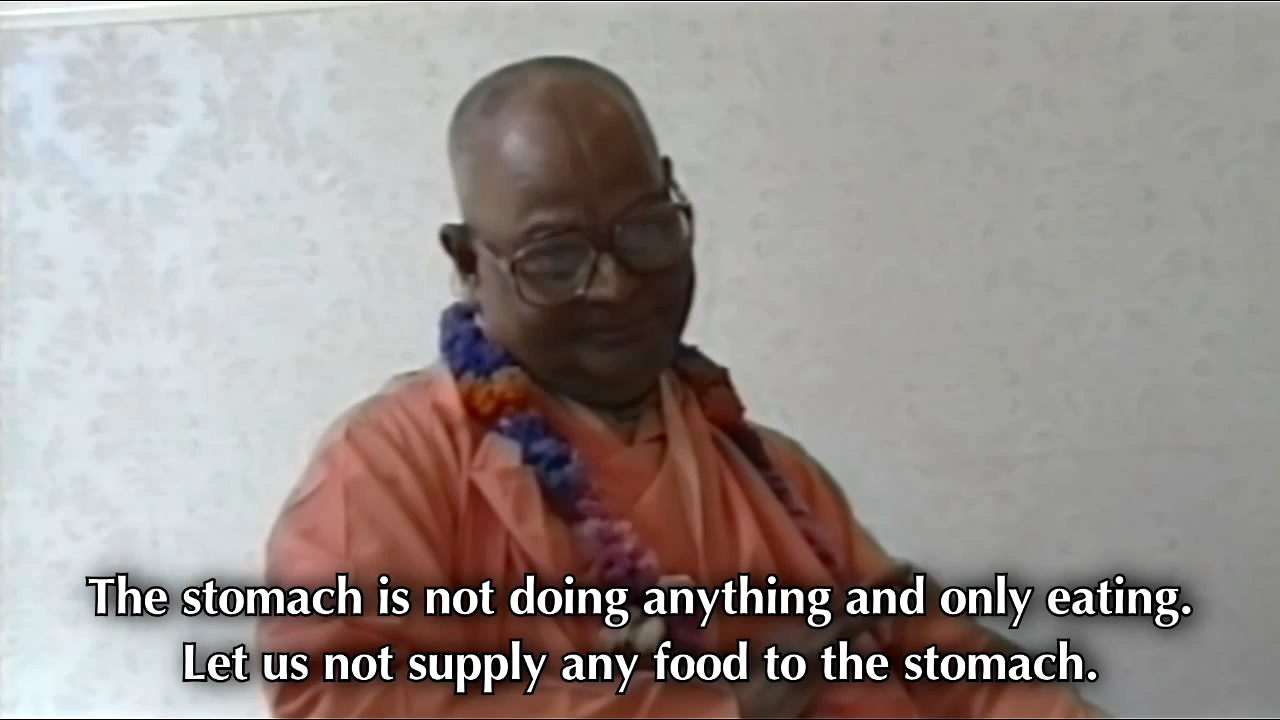 The stomach is not doing anything and only eating.
Let us not supply any food to the stomach.